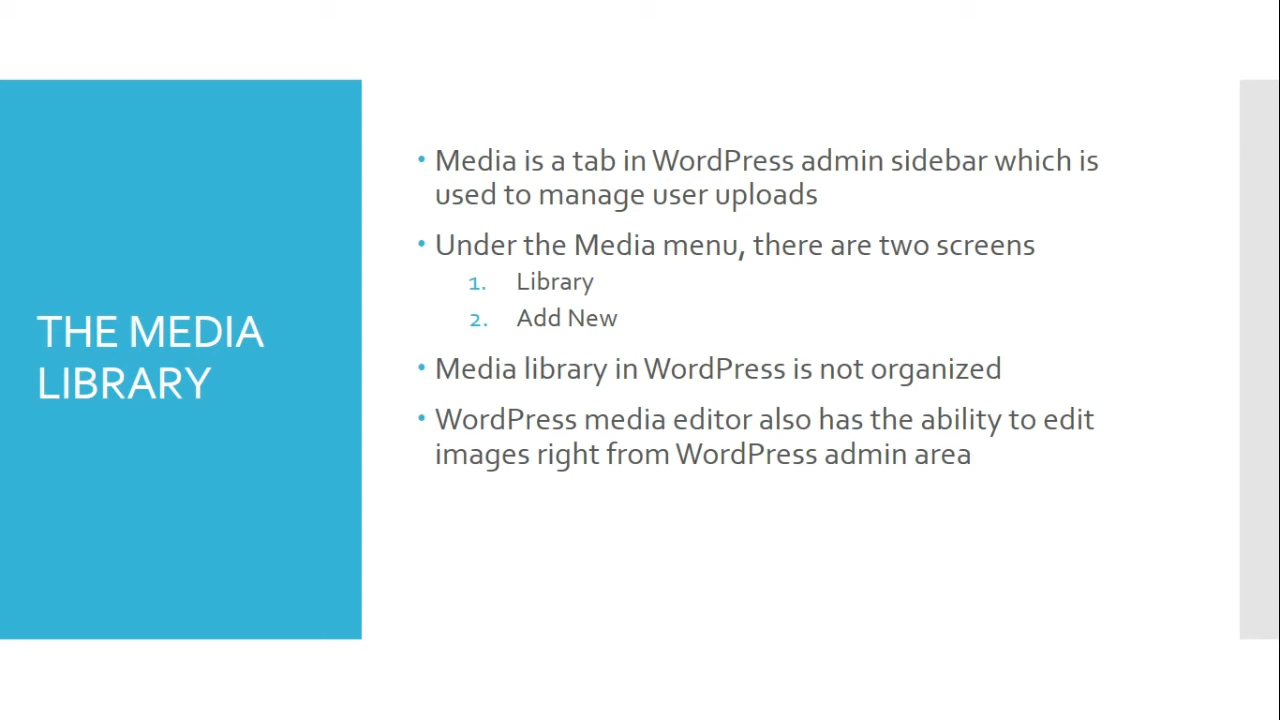 THE MEDIA
LIBRARY
• Media is a tab in WordPress admin sidebar which is
used to manage user uploads
• Under the Media menu, there are two screens
1. Library
2. Add New
• Media library in WordPress is not organized
• WordPress media editor also has the ability to edit
images right from WordPress admin area